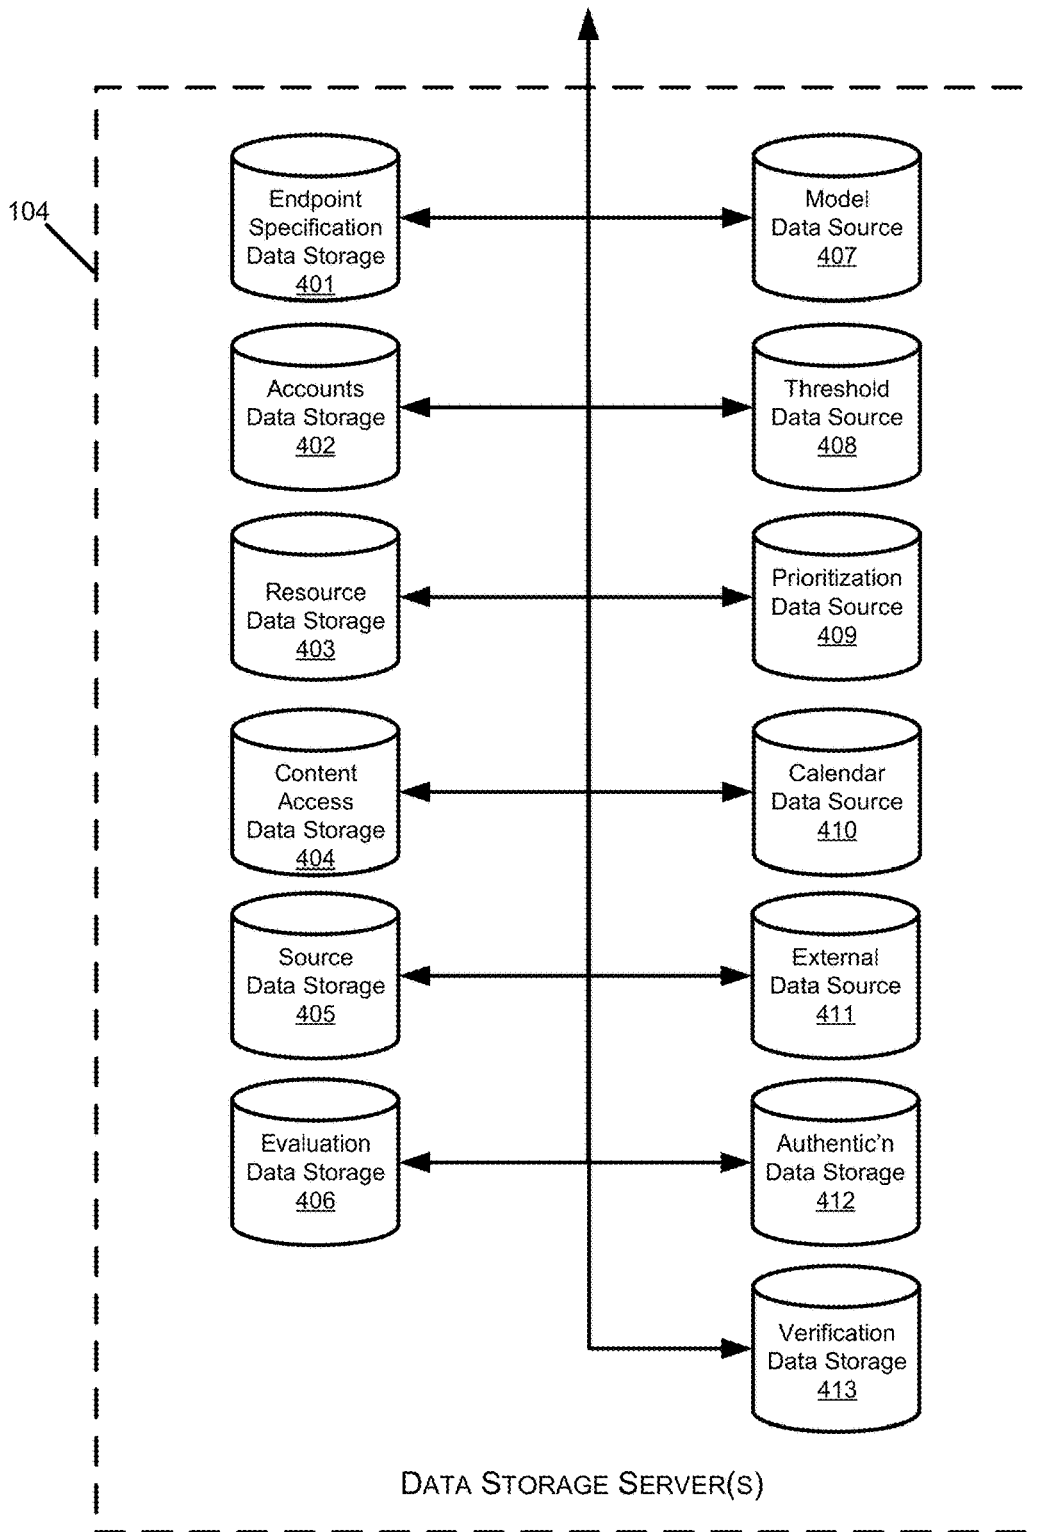 104
Endpoint
Specification
Data Storage
401
Accounts
Data Storage
402
Resource
Data Storage
403
Content
Access
Data Storage
404
Source
Data Storage
405
Evaluation
Data Storage
406
Model
Data Source
407
Threshold
Data Source
408
Prioritization
Data Source
409
Calendar
Data Source
410
External
Data Source
411
Authentic'n
Data Storage
412
Verification
Data Storage
413
DATA STORAGE SERVER(S)